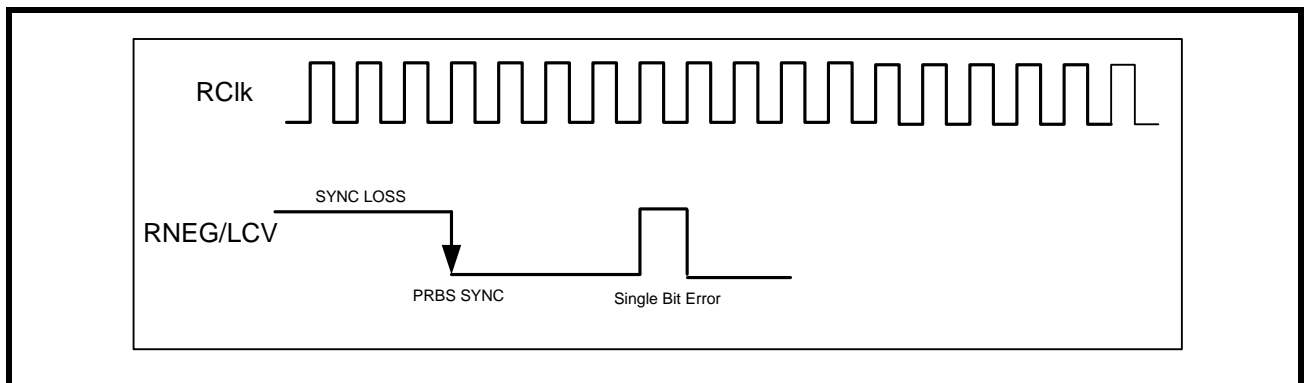 RClk
SYNC LOSS
RNEG/LCV
PRBS SYNC
Single Bit Error